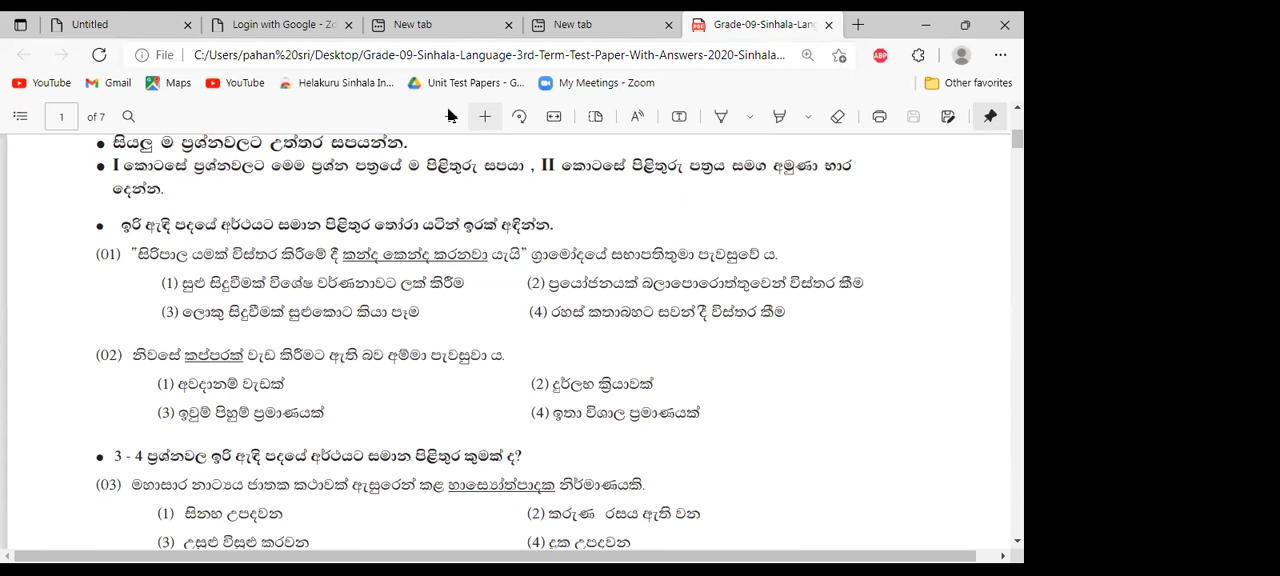 Untitled
Login with Google - Zo
New tab
New tab
Grade-09-Sinhala-Lan
File
C:/Users/pahan%20sri/Desktop/Grade-09-Sinhala-Language-3rd-Term-Test-Paper-With-Answers-2020-Sinhala...
YouTube
Gmail
Maps
YouTube
Helakuru Sinhala In...
Unit Test Papers - G...
My Meetings - Zoom
Other favorites
1 of 7
• සියලු ම ප්‍රශ්නවලට උත්තර සපයන්න.
• I කොටසේ ප්‍රශ්නවලට මෙම ප්‍රශ්න පත්‍රයේ ම පිළිතුරු සපයා , II කොටසේ පිළිතුරු පත්‍රය සමග අමුණා භාර
දෙන්න.
• ඉරි ඇඳි පදයේ අර්ථයට සමාන පිළිතුර තෝරා යටින් ඉරක් අඳින්න.
(01) "සිරිපාල යමක් විස්තර කිරීමේ දී කන්ද කෙන්ද කරනවා යැයි" ග්‍රාමෝදයේ සභාපතිතුමා පැවසුවේ ය.
(1) සුළු සිදුවීමක් විශේෂ වර්ණනාවට ලක් කිරීම
(2) ප්‍රයෝජනයක් බලාපොරොත්තුවෙන් විස්තර කීම
(3) ලොකු සිදුවීමක් සුළුකොට කියා පෑම
(4) රහස් කතාබහට සවන් දී විස්තර කීම
(02) නිවසේ කප්පරක් වැඩ කිරීමට ඇති බව අම්මා පැවසුවා ය.
(1) අවදානම් වැඩක්
(2) දුර්ලභ ක්‍රියාවක්
(3) ඉවුම් පිහුම් ප්‍රමාණයක්
(4) ඉතා විශාල ප්‍රමාණයක්
• 3 - 4 ප්‍රශ්නවල ඉරි ඇඳි පදයේ අර්ථයට සමාන පිළිතුර කුමක් ද?
(03) මහාසාර නාට්‍යය ජාතක කථාවක් ඇසුරෙන් කළ හාස්‍යෝත්පාදක නිර්මාණයකි.
(1) සිනහ උපදවන
(2) කරුණ රසය ඇති වන
(3) උසුළු විසුළු කරවන
(4) දුක උපදවන